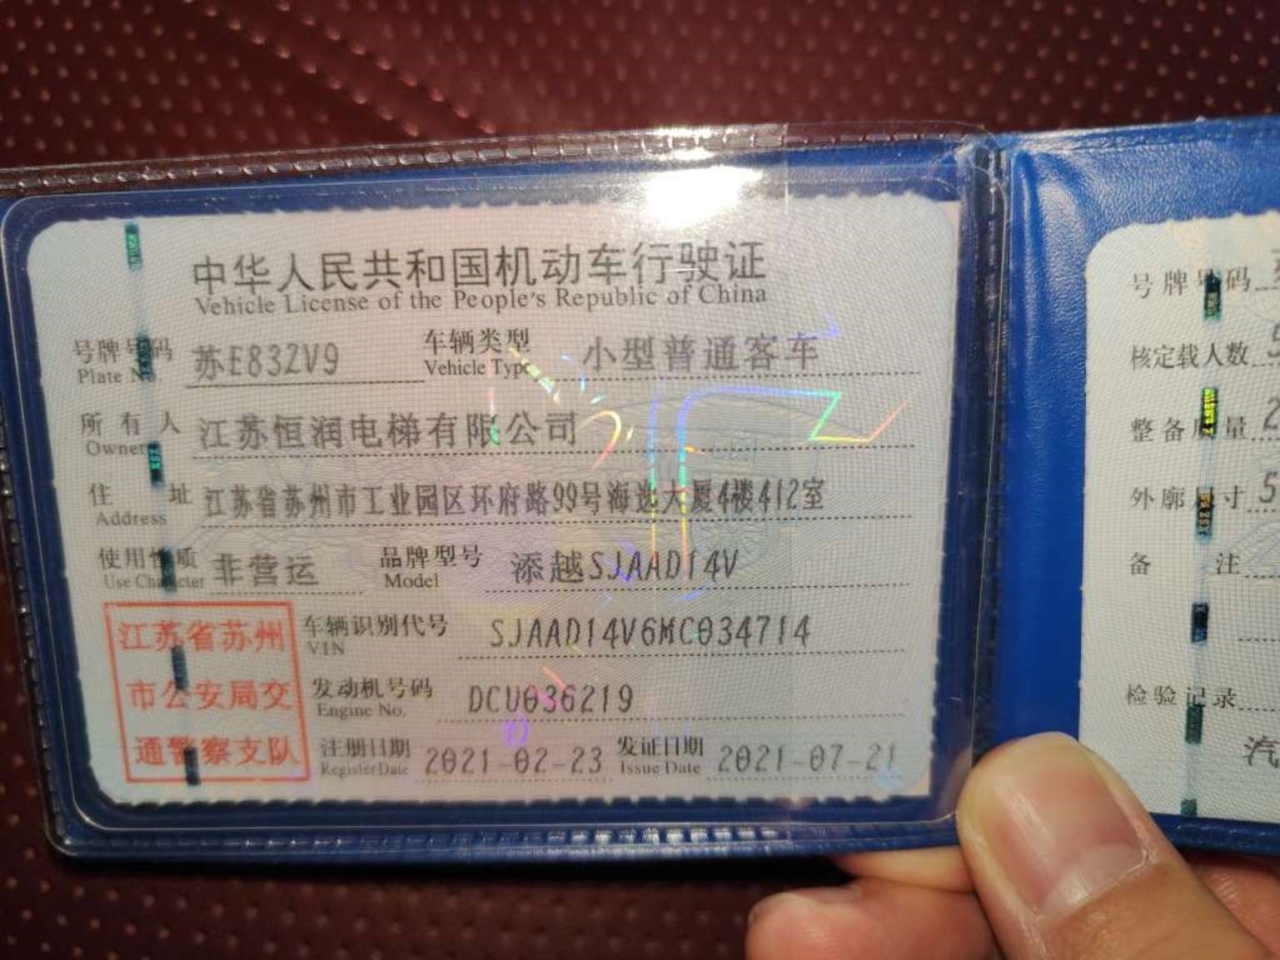 中华人民共和国机动车行驶证
Vehicle License of the People's Republic of China
号牌号码 苏E83ZV9 车辆类型 小型普通客车
Plate No. Vehicle Type
所有人 江苏恒润电梯有限公司
Owner
住址 江苏省苏州市工业园区环府路99号海逸大厦4楼412室
Address
使用性质 非营运 品牌型号 添越SJAAD14V
Use Character Model
江苏省苏州
市公安局交
通警察支队
车辆识别代号 SJAAD14V6MC034714
VIN
发动机号码 DCU036219
Engine No.
注册日期 2021-02-23 发证日期 2021-07-21
Register Date Issue Date
号牌号码
核定载人数
整备质量 2
外廓尺寸 5
备注
检验记录
汽